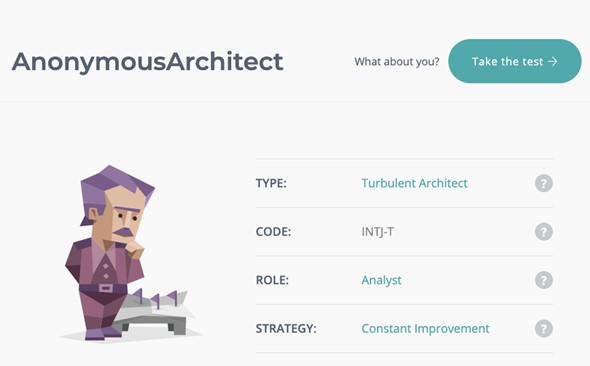 AnonymousArchitect
What about you?
Take the test →
TYPE: Turbulent Architect ?
CODE: INTJ-T ?
ROLE: Analyst ?
STRATEGY: Constant Improvement ?